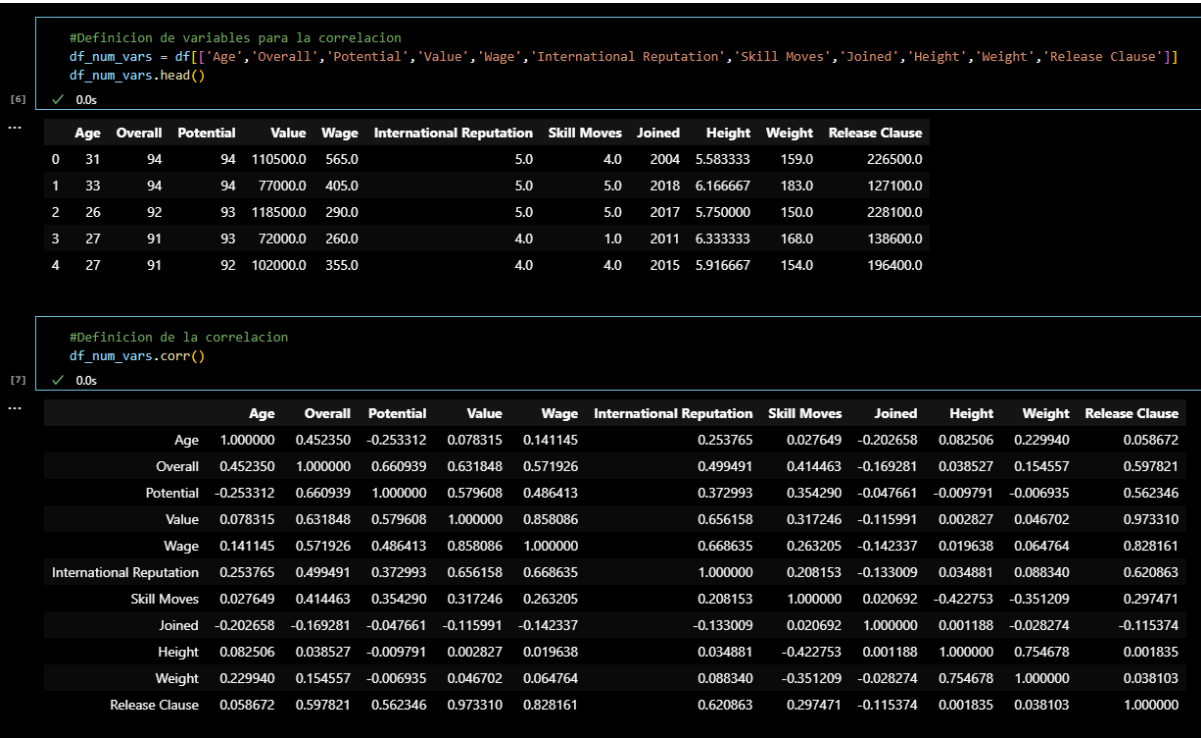 #Definicion de variables para la correlacion
df_num_vars = df[['Age','Overall','Potential','Value','Wage','International Reputation','Skill Moves','Joined','Height','Weight','Release Clause']]
df_num_vars.head()
[6] ✓ 0.0s
...
Age Overall Potential Value Wage International Reputation Skill Moves Joined Height Weight Release Clause
0 31 94 94 110500.0 565.0 5.0 4.0 2004 5.583333 159.0 226500.0
1 33 94 94 77000.0 405.0 5.0 5.0 2018 6.166667 183.0 127100.0
2 26 92 93 118500.0 290.0 5.0 5.0 2017 5.750000 150.0 228100.0
3 27 91 93 72000.0 260.0 4.0 1.0 2011 6.333333 168.0 138600.0
4 27 91 92 102000.0 355.0 4.0 4.0 2015 5.916667 154.0 196400.0
#Definicion de la correlacion
df_num_vars.corr()
[7] ✓ 0.0s
...
Age Overall Potential Value Wage International Reputation Skill Moves Joined Height Weight Release Clause
Age 1.000000 0.452350 -0.253312 0.078315 0.141145 0.253765 0.027649 -0.202658 0.082506 0.229940 0.058672
Overall 0.452350 1.000000 0.660939 0.631848 0.571926 0.499491 0.414463 -0.169281 0.038527 0.154557 0.597821
Potential -0.253312 0.660939 1.000000 0.579608 0.486413 0.372993 0.354290 -0.047661 -0.009791 -0.006935 0.562346
Value 0.078315 0.631848 0.579608 1.000000 0.858086 0.656158 0.317246 -0.115991 0.002827 0.046702 0.973310
Wage 0.141145 0.571926 0.486413 0.858086 1.000000 0.668635 0.263205 -0.142337 0.019638 0.064764 0.828161
International Reputation 0.253765 0.499491 0.372993 0.656158 0.668635 1.000000 0.208153 -0.133009 0.034881 0.088340 0.620863
Skill Moves 0.027649 0.414463 0.354290 0.317246 0.263205 0.208153 1.000000 0.020692 -0.422753 -0.351209 0.297471
Joined -0.202658 -0.169281 -0.047661 -0.115991 -0.142337 -0.133009 0.020692 1.000000 0.001188 -0.028274 -0.115374
Height 0.082506 0.038527 -0.009791 0.002827 0.019638 0.034881 -0.422753 0.001188 1.000000 0.754678 0.001835
Weight 0.229940 0.154557 -0.006935 0.046702 0.064764 0.088340 -0.351209 -0.028274 0.754678 1.000000 0.038103
Release Clause 0.058672 0.597821 0.562346 0.973310 0.828161 0.620863 0.297471 -0.115374 0.001835 0.038103 1.000000